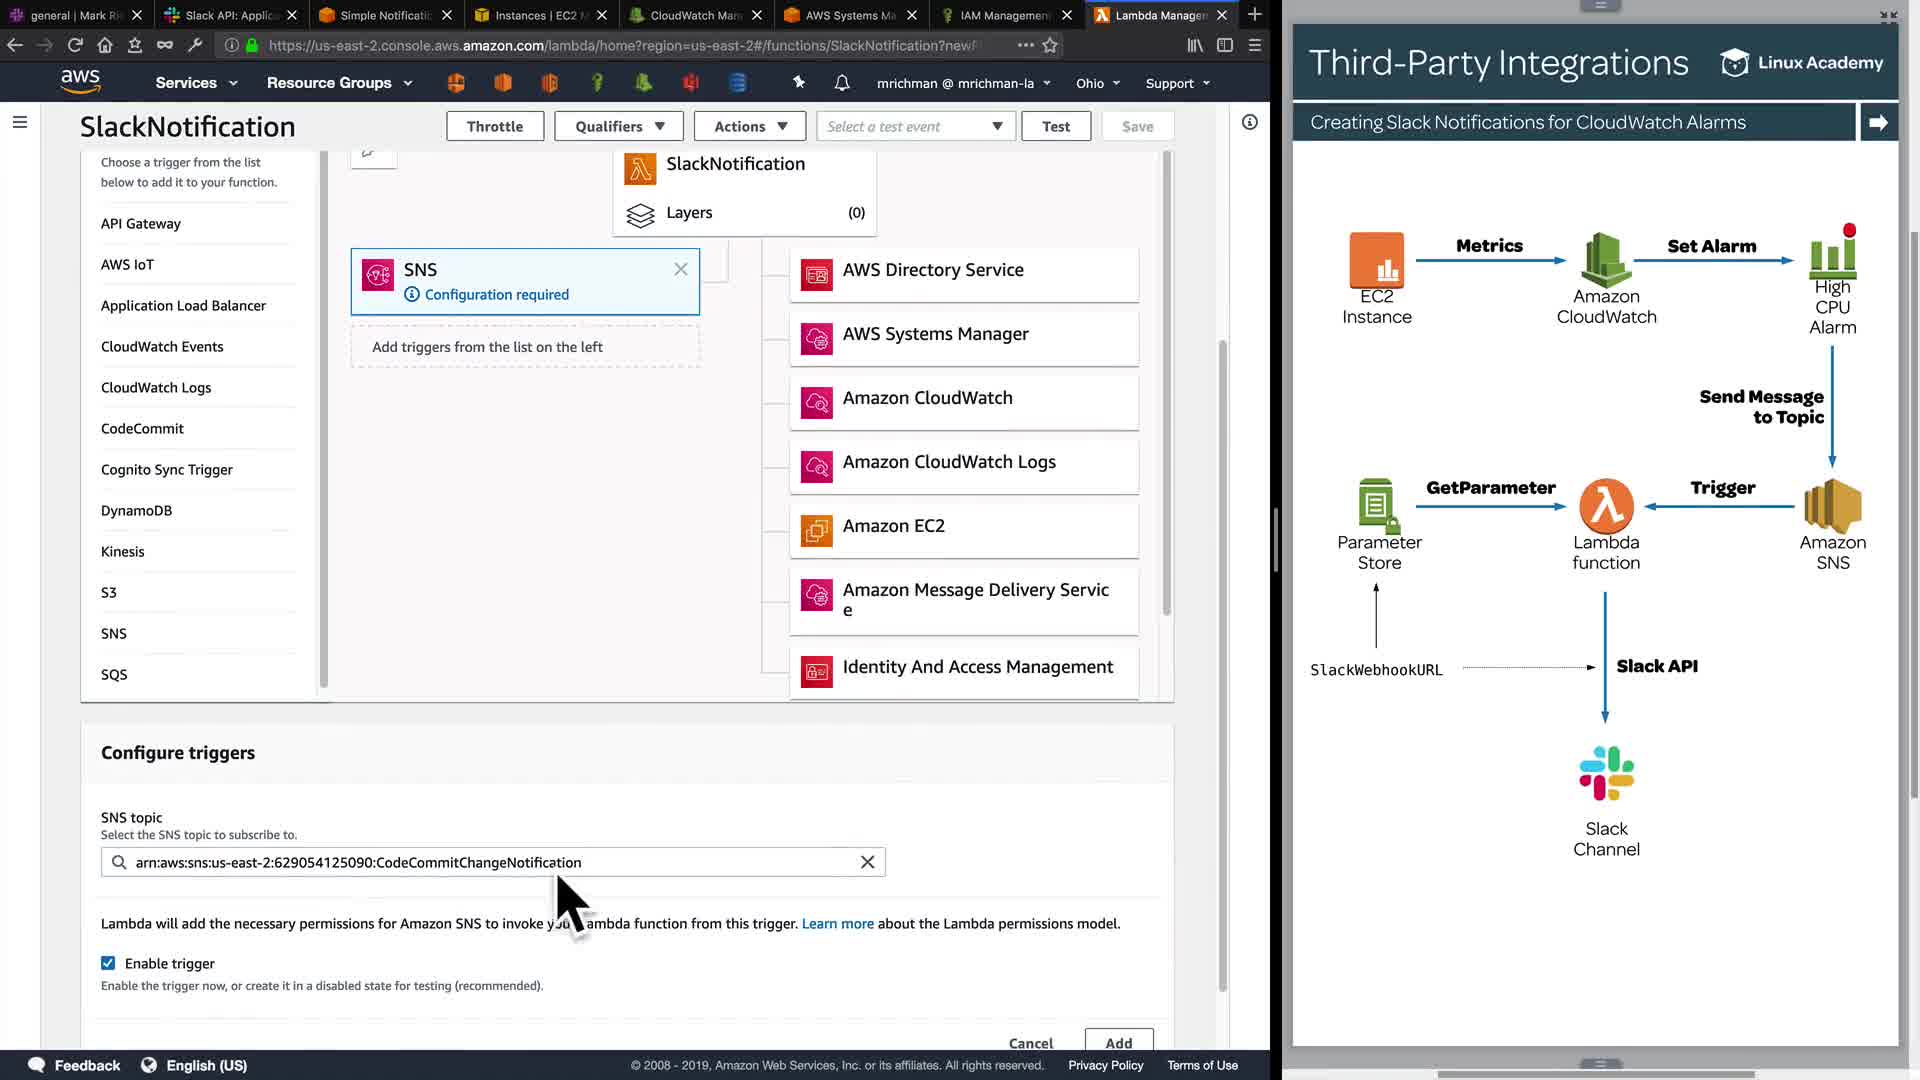 general | Mark Ri
Slack API: Applic
Simple Notificati
Instances | EC2 M
CloudWatch Man
AWS Systems Ma
IAM Management
Lambda Manager
https://us-east-2.console.aws.amazon.com/lambda/home?region=us-east-2#/functions/SlackNotification?newF
aws
Services
Resource Groups
mrichman @ mrichman-la
Ohio
Support
SlackNotification
Throttle
Qualifiers
Actions
Select a test event
Test
Save
Choose a trigger from the list
below to add it to your function.
API Gateway
AWS IoT
Application Load Balancer
CloudWatch Events
CloudWatch Logs
CodeCommit
Cognito Sync Trigger
DynamoDB
Kinesis
S3
SNS
SQS
SlackNotification
Layers
(0)
SNS
Configuration required
Add triggers from the list on the left
AWS Directory Service
AWS Systems Manager
Amazon CloudWatch
Amazon CloudWatch Logs
Amazon EC2
Amazon Message Delivery Servic
e
Identity And Access Management
Configure triggers
SNS topic
Select the SNS topic to subscribe to.
arn:aws:sns:us-east-2:629054125090:CodeCommitChangeNotification
Lambda will add the necessary permissions for Amazon SNS to invoke your Lambda function from this trigger. Learn more about the Lambda permissions model.
Enable trigger
Enable the trigger now, or create it in a disabled state for testing (recommended).
Cancel
Add
Feedback
English (US)
© 2008 - 2019, Amazon Web Services, Inc. or its affiliates. All rights reserved.
Privacy Policy
Terms of Use
Third-Party Integrations
Linux Academy
Creating Slack Notifications for CloudWatch Alarms
Metrics
Set Alarm
EC2
Instance
Amazon
CloudWatch
High
CPU
Alarm
Send Message
to Topic
GetParameter
Trigger
Parameter
Store
Lambda
function
Amazon
SNS
SlackWebhookURL
Slack API
Slack
Channel